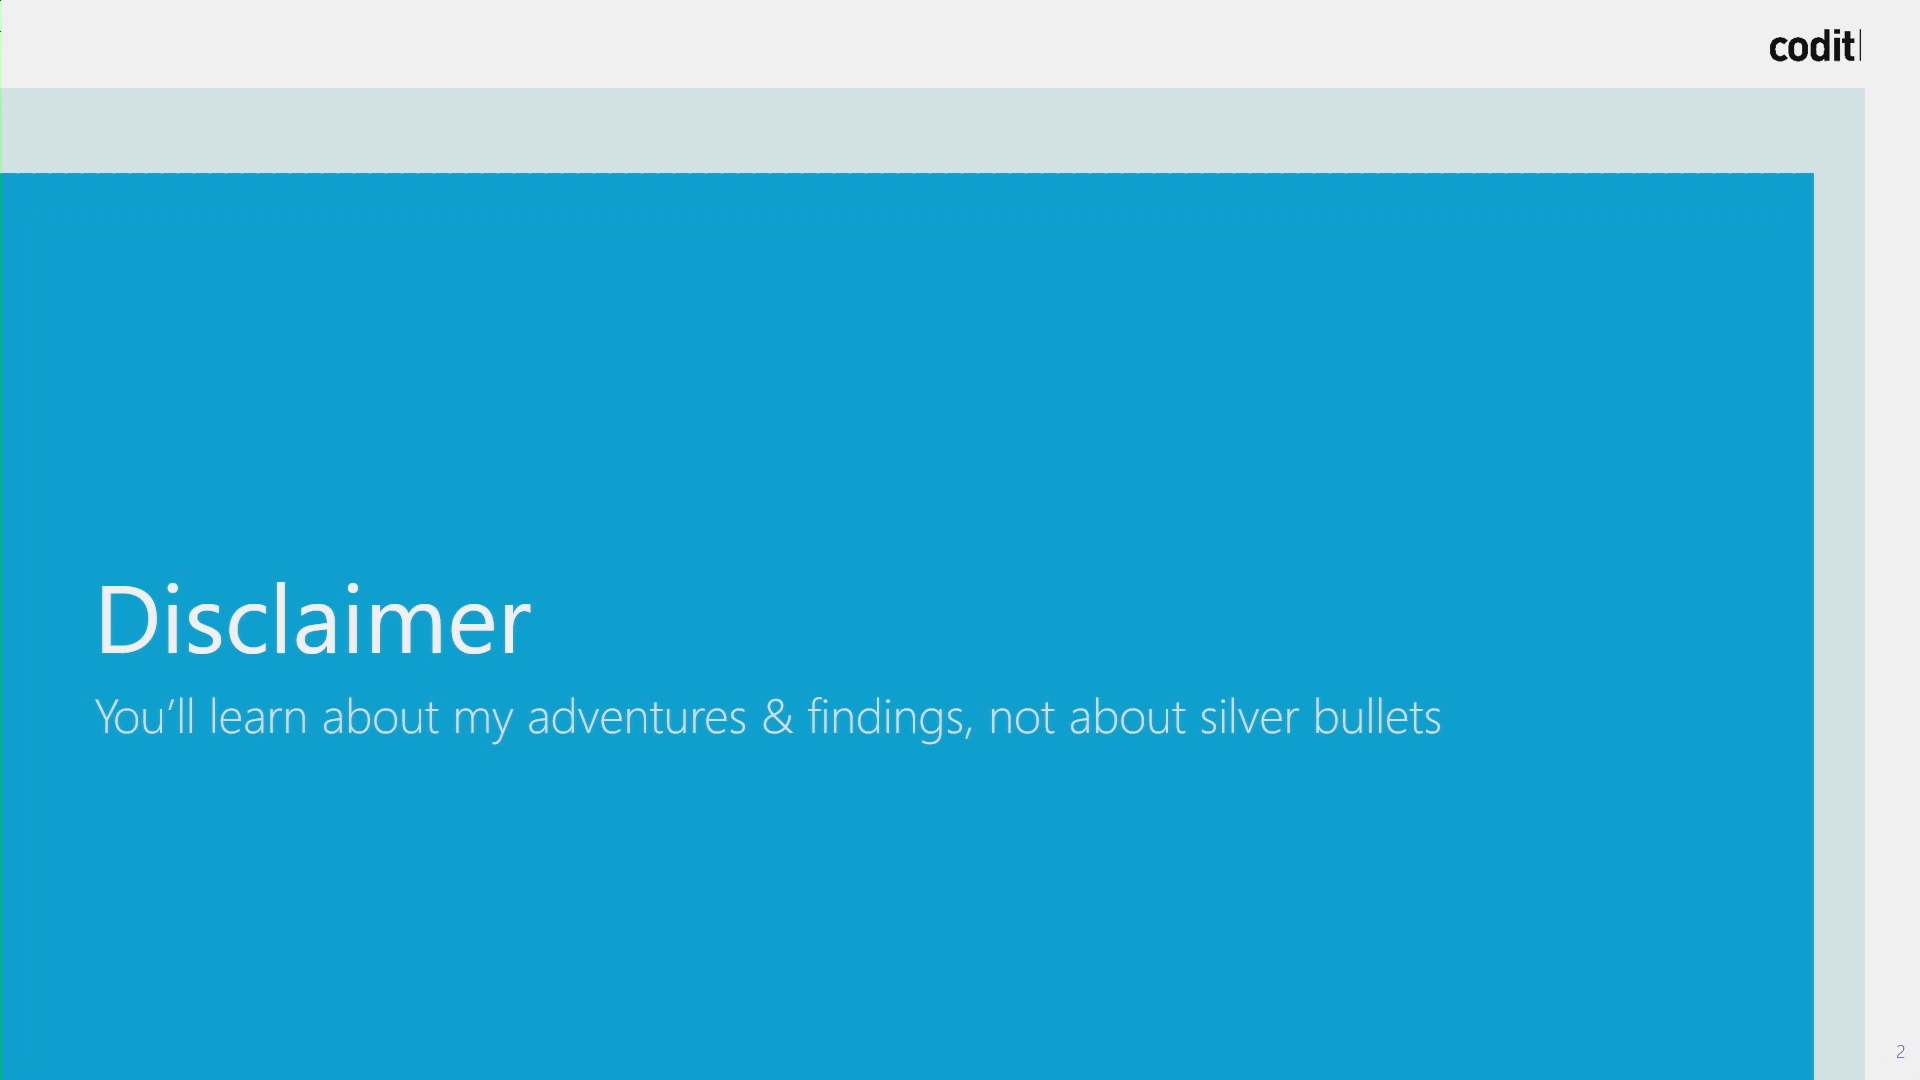 codit
Disclaimer
You’ll learn about my adventures & findings, not about silver bullets
2